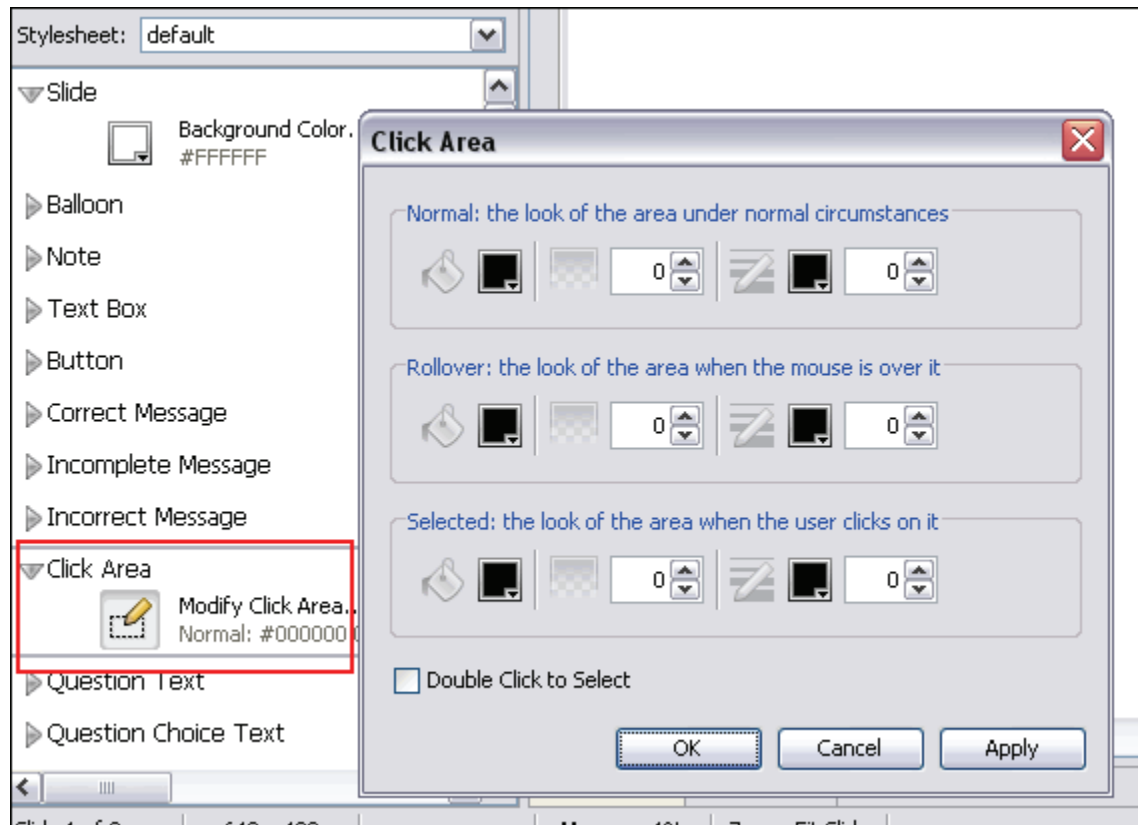 Stylesheet: default
Slide
Background Color.
#FFFFFF
Balloon
Note
Text Box
Button
Correct Message
Incomplete Message
Incorrect Message
Click Area
Modify Click Area..
Normal: #000000
Question Text
Question Choice Text
Click Area
Normal: the look of the area under normal circumstances
0 0
Rollover: the look of the area when the mouse is over it
0 0
Selected: the look of the area when the user clicks on it
0 0
Double Click to Select
OK Cancel Apply